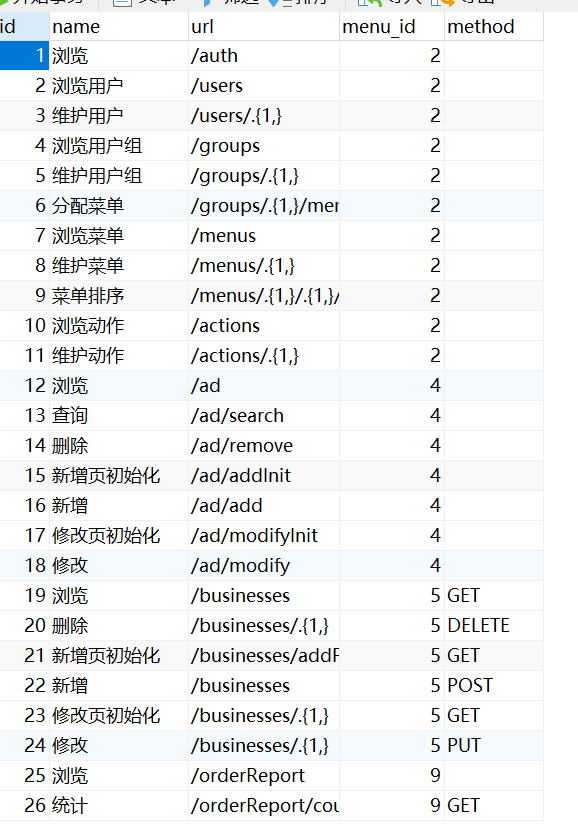 id name url menu_id method
1 浏览 /auth 2
2 浏览用户 /users 2
3 维护用户 /users/.{1,} 2
4 浏览用户组 /groups 2
5 维护用户组 /groups/.{1,} 2
6 分配菜单 /groups/.{1,}/mer 2
7 浏览菜单 /menus 2
8 维护菜单 /menus/.{1,} 2
9 菜单排序 /menus/.{1,}/.{1,}/ 2
10 浏览动作 /actions 2
11 维护动作 /actions/.{1,} 2
12 浏览 /ad 4
13 查询 /ad/search 4
14 删除 /ad/remove 4
15 新增页初始化 /ad/addInit 4
16 新增 /ad/add 4
17 修改页初始化 /ad/modifyInit 4
18 修改 /ad/modify 4
19 浏览 /businesses 5 GET
20 删除 /businesses/.{1,} 5 DELETE
21 新增页初始化 /businesses/addF 5 GET
22 新增 /businesses 5 POST
23 修改页初始化 /businesses/.{1,} 5 GET
24 修改 /businesses/.{1,} 5 PUT
25 浏览 /orderReport 9
26 统计 /orderReport/cou 9 GET